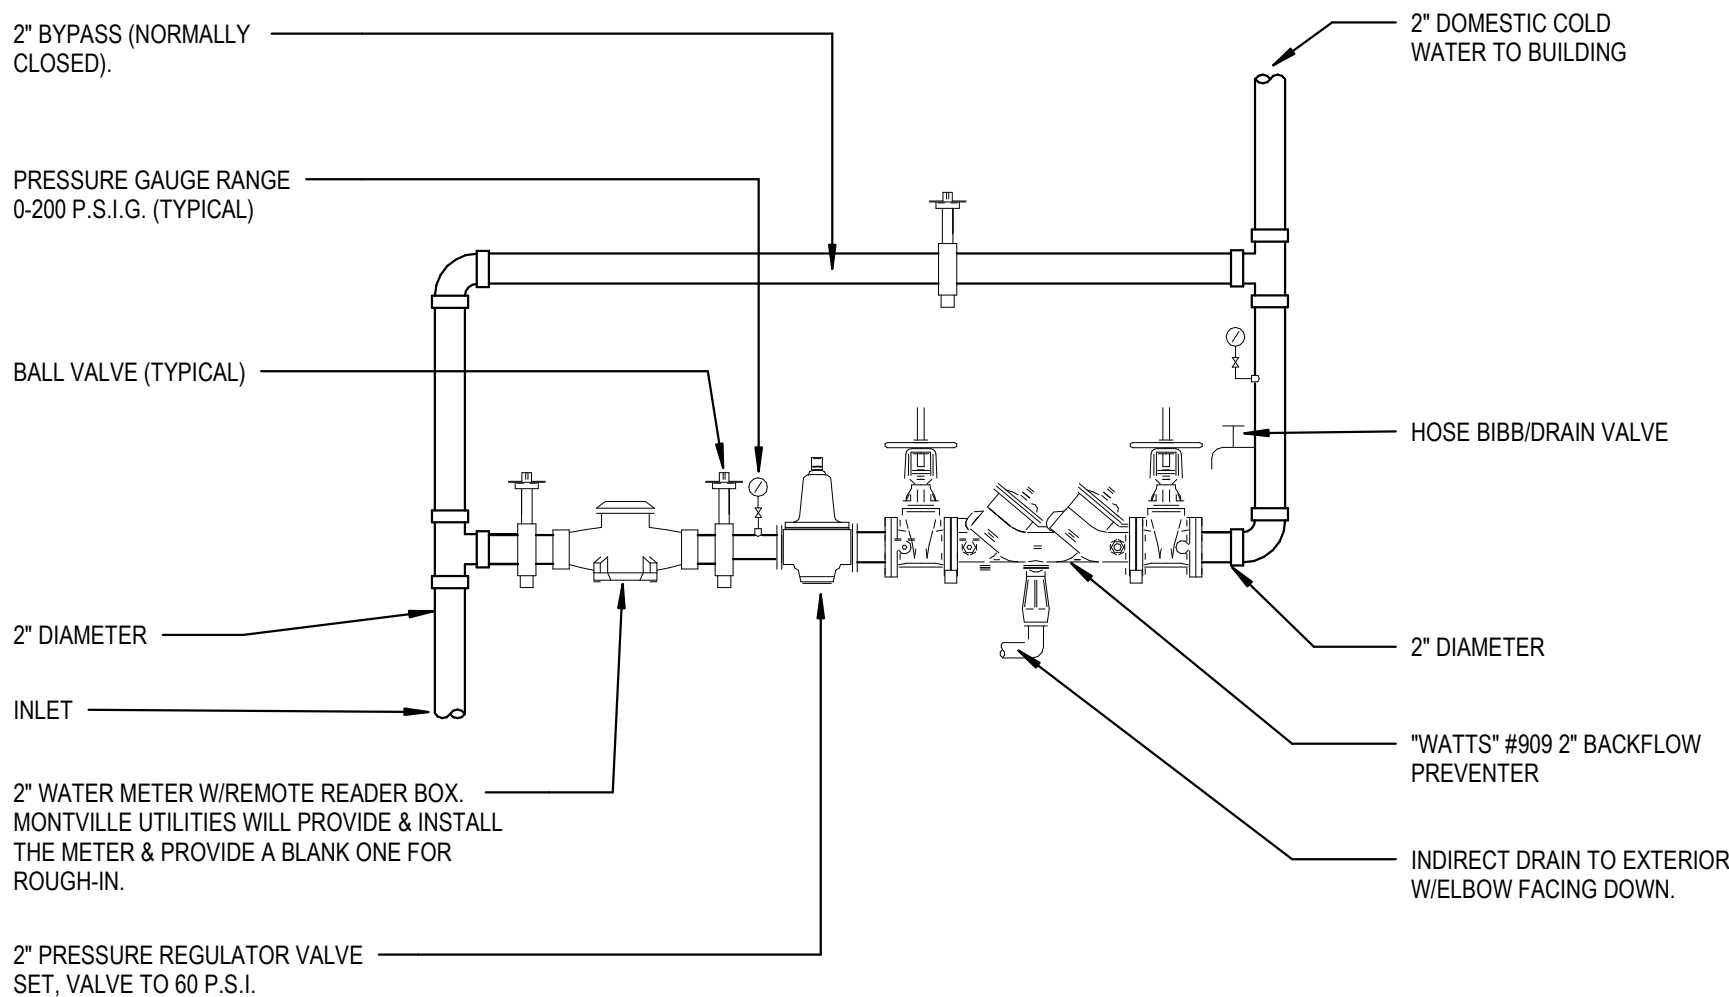 2" BYPASS (NORMALLY
CLOSED).
PRESSURE GAUGE RANGE
0-200 P.S.I.G. (TYPICAL)
BALL VALVE (TYPICAL)
2" DIAMETER
INLET
2" WATER METER W/REMOTE READER BOX.
MONTVILLE UTILITIES WILL PROVIDE & INSTALL
THE METER & PROVIDE A BLANK ONE FOR
ROUGH-IN.
2" PRESSURE REGULATOR VALVE
SET, VALVE TO 60 P.S.I.
2" DOMESTIC COLD
WATER TO BUILDING
HOSE BIBB/DRAIN VALVE
2" DIAMETER
"WATTS" #909 2" BACKFLOW
PREVENTER
INDIRECT DRAIN TO EXTERIOR
W/ELBOW FACING DOWN.